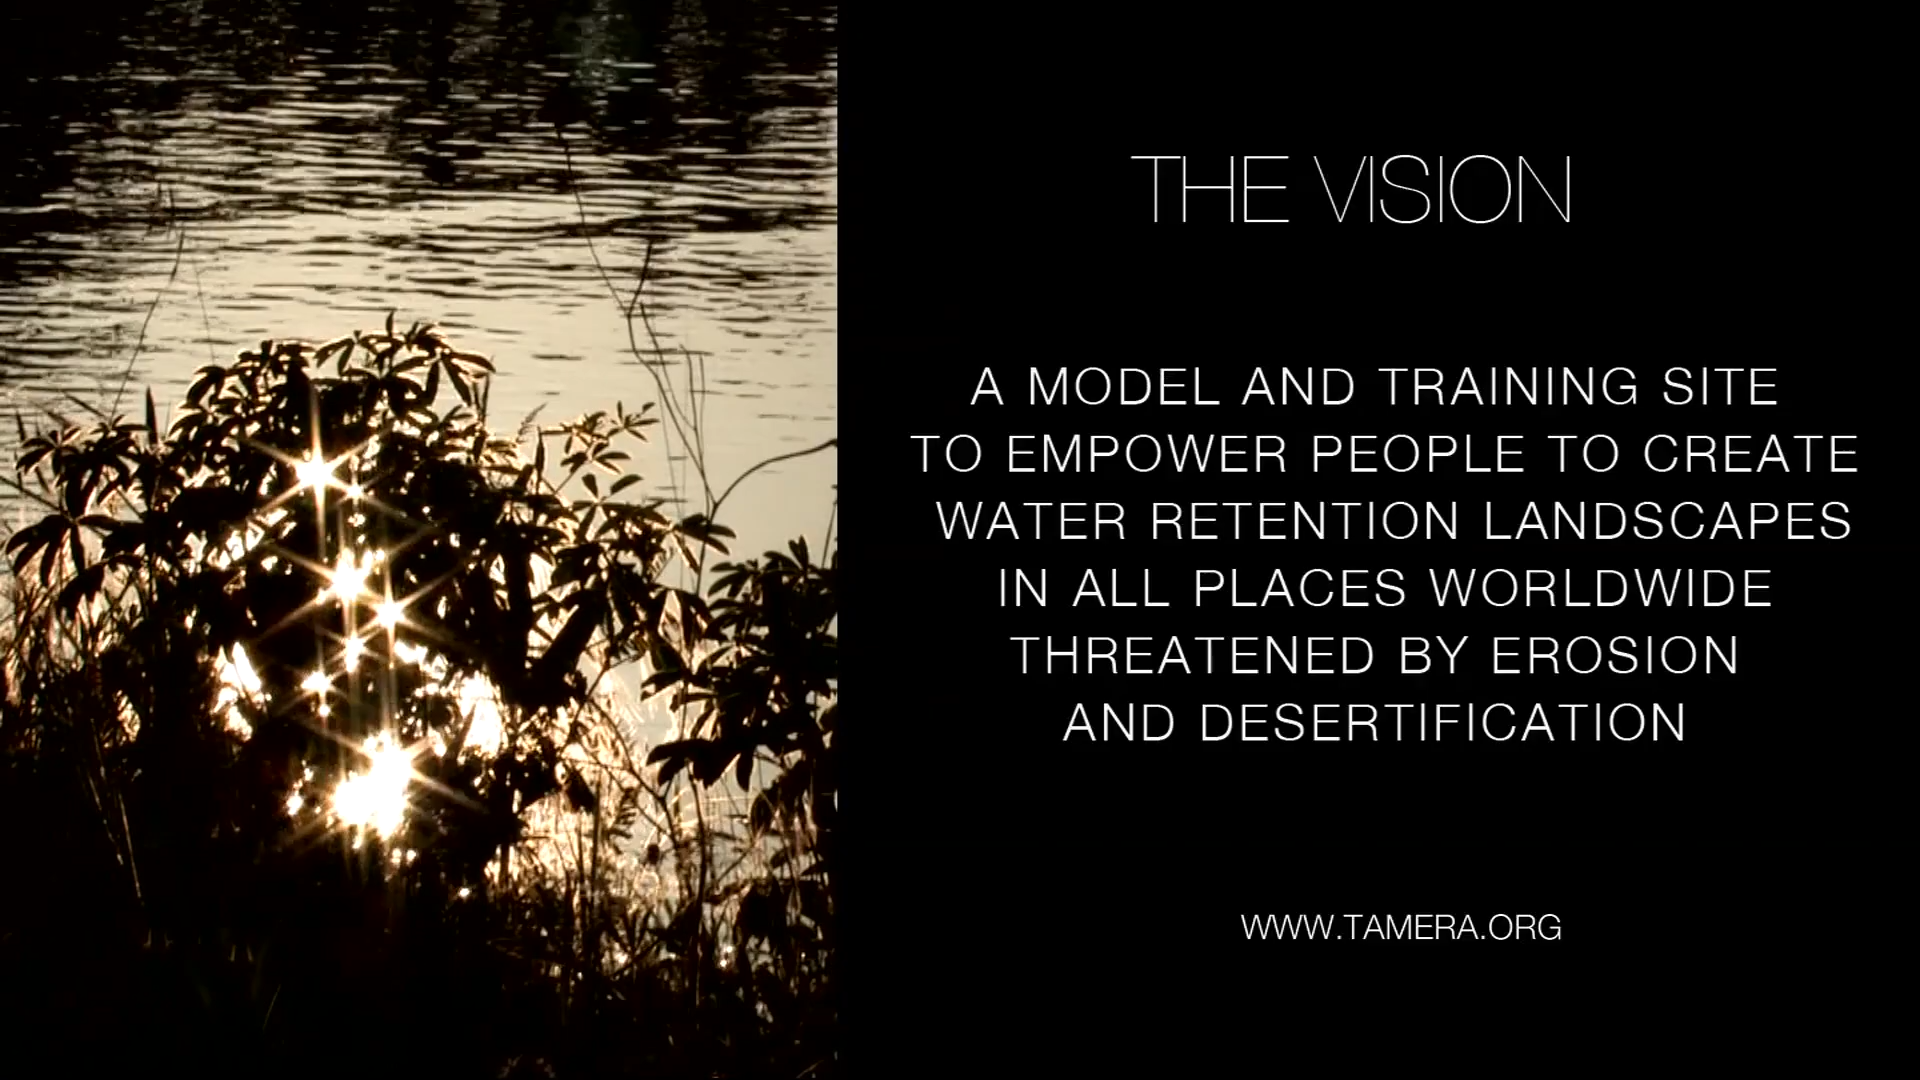 THE VISION
A MODEL AND TRAINING SITE
TO EMPOWER PEOPLE TO CREATE
WATER RETENTION LANDSCAPES
IN ALL PLACES WORLDWIDE
THREATENED BY EROSION
AND DESERTIFICATION
WWW.TAMERA.ORG